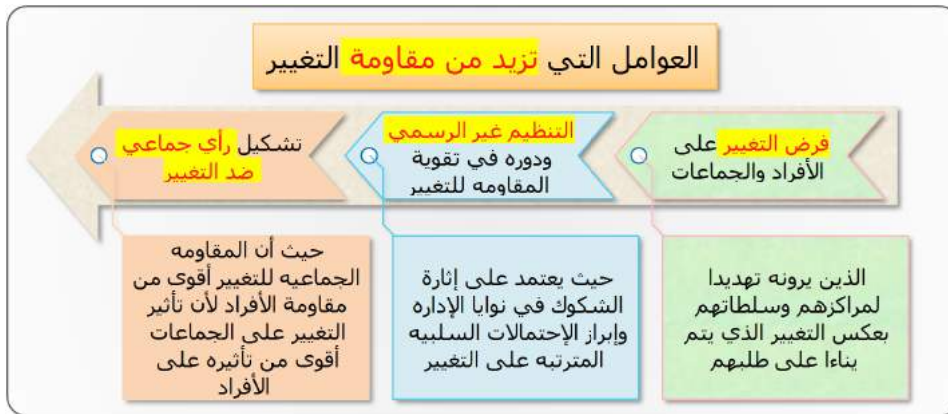 العوامل التي تزيد من مقاومة التغيير
فرض التغيير على
الأفراد والجماعات
الذين يرونه تهديدا
لمراكزهم وسلطاتهم
بعكس التغيير الذي يتم
بناءا على طلبهم
التنظيم غير الرسمي
ودوره في تقوية
المقاومه للتغيير
حيث يعتمد على إثارة
الشكوك في نوايا الإداره
وإبراز الإحتمالات السلبيه
المترتبه على التغيير
تشكيل رأي جماعي
ضد التغيير
حيث أن المقاومه
الجماعيه للتغيير أقوى من
مقاومة الأفراد لأن تأثير
التغيير على الجماعات
أقوى من تأثيره على
الأفراد